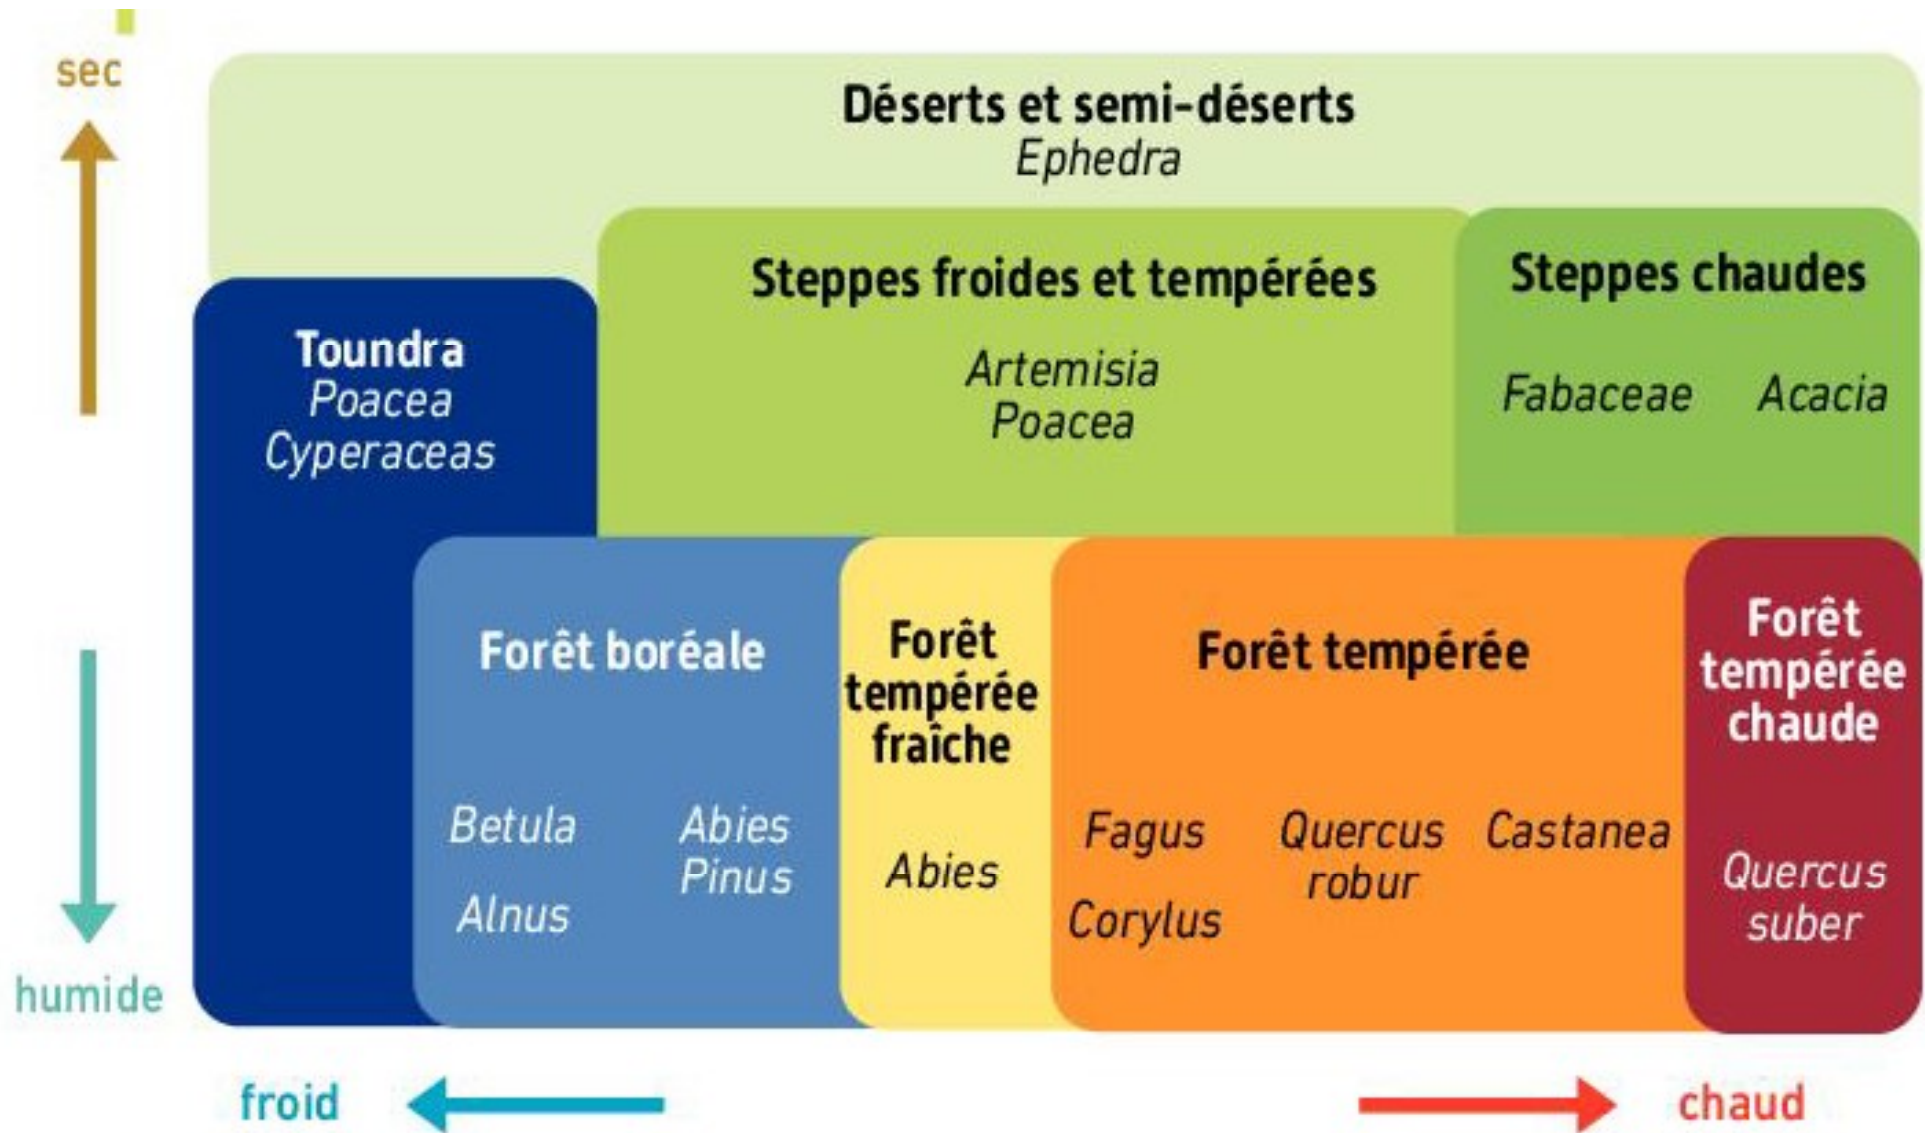 sec
Déserts et semi-déserts
Ephedra
Steppes froides et tempérées
Artemisia
Poacea
Steppes chaudes
Fabaceae Acacia
Toundra
Poacea
Cyperaceas
Forêt boréale
Betula
Alnus
Abies
Pinus
Forêt
tempérée
fraîche
Abies
Forêt tempérée
Fagus
Corylus
Quercus
robur
Castanea
Forêt
tempérée
chaude
Quercus
suber
humide
froid
chaud